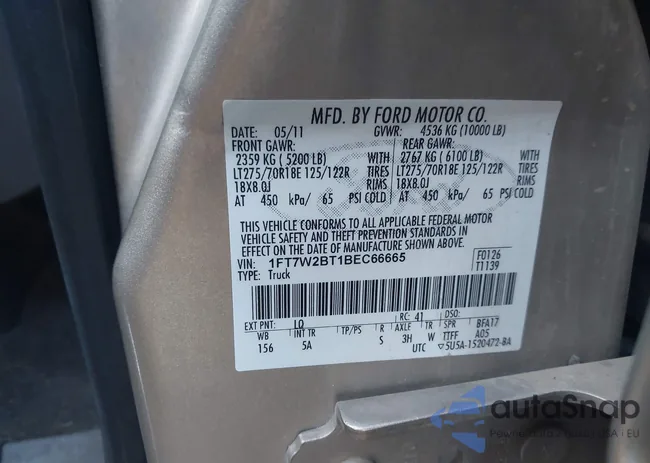 MFD. BY FORD MOTOR CO.
DATE: 05/11 GVWR: 4536 KG (10000 LB)
FRONT GAWR: REAR GAWR:
2359 KG ( 5200 LB) WITH 2767 KG ( 6100 LB) WITH
LT275/70R18E 125/122R TIRES LT275/70R18E 125/122R TIRES
18X8.0J RIMS 18X8.0J RIMS
AT 450 kPa/ 65 PSI COLD AT 450 kPa/ 65 PSI COLD
THIS VEHICLE CONFORMS TO ALL APPLICABLE FEDERAL MOTOR
VEHICLE SAFETY AND THEFT PREVENTION STANDARDS IN
EFFECT ON THE DATE OF MANUFACTURE SHOWN ABOVE.
VIN: 1FT7W2BT1BEC66665 F0126
TYPE: Truck T1139
EXT PNT: LQ RC: 41 DSO:
WB INT TR TP/PS R AXLE TR SPR BFA17
156 5A S 3H W TTFF A05
UTC ▽5U5A-1520472-BA
autoSnap